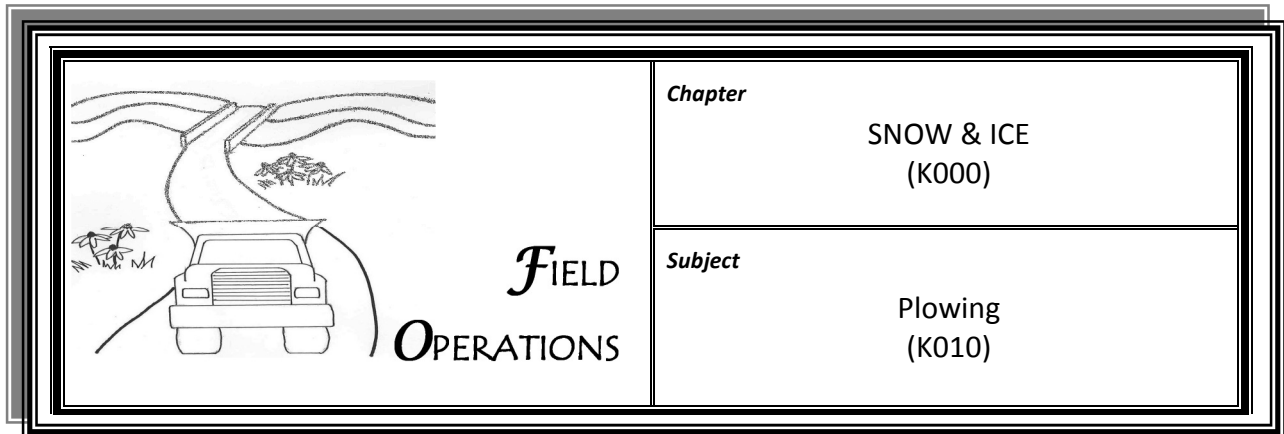 FIELD
OPERATIONS
Chapter
SNOW & ICE
(K000)
Subject
Plowing
(K010)